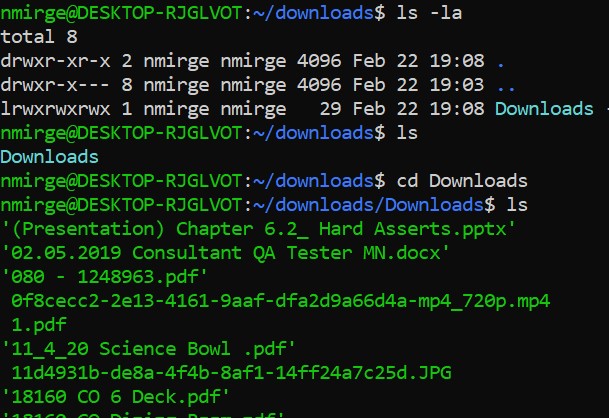 nmirge@DESKTOP-RJGLVOT:~/downloads$ ls -la
total 8
drwxr-xr-x 2 nmirge nmirge 4096 Feb 22 19:08 .
drwxr-x--- 8 nmirge nmirge 4096 Feb 22 19:03 ..
lrwxrwxrwx 1 nmirge nmirge   29 Feb 22 19:08 Downloads -
nmirge@DESKTOP-RJGLVOT:~/downloads$ ls
Downloads
nmirge@DESKTOP-RJGLVOT:~/downloads$ cd Downloads
nmirge@DESKTOP-RJGLVOT:~/downloads/Downloads$ ls
'(Presentation) Chapter 6.2_ Hard Asserts.pptx'
'02.05.2019 Consultant QA Tester MN.docx'
'080 - 1248963.pdf'
0f8cecc2-2e13-4161-9aaf-dfa2d9a66d4a-mp4_720p.mp4
1.pdf
'11_4_20 Science Bowl .pdf'
11d4931b-de8a-4f4b-8af1-14ff24a7c25d.JPG
'18160 CO 6 Deck.pdf'
'18160 CO